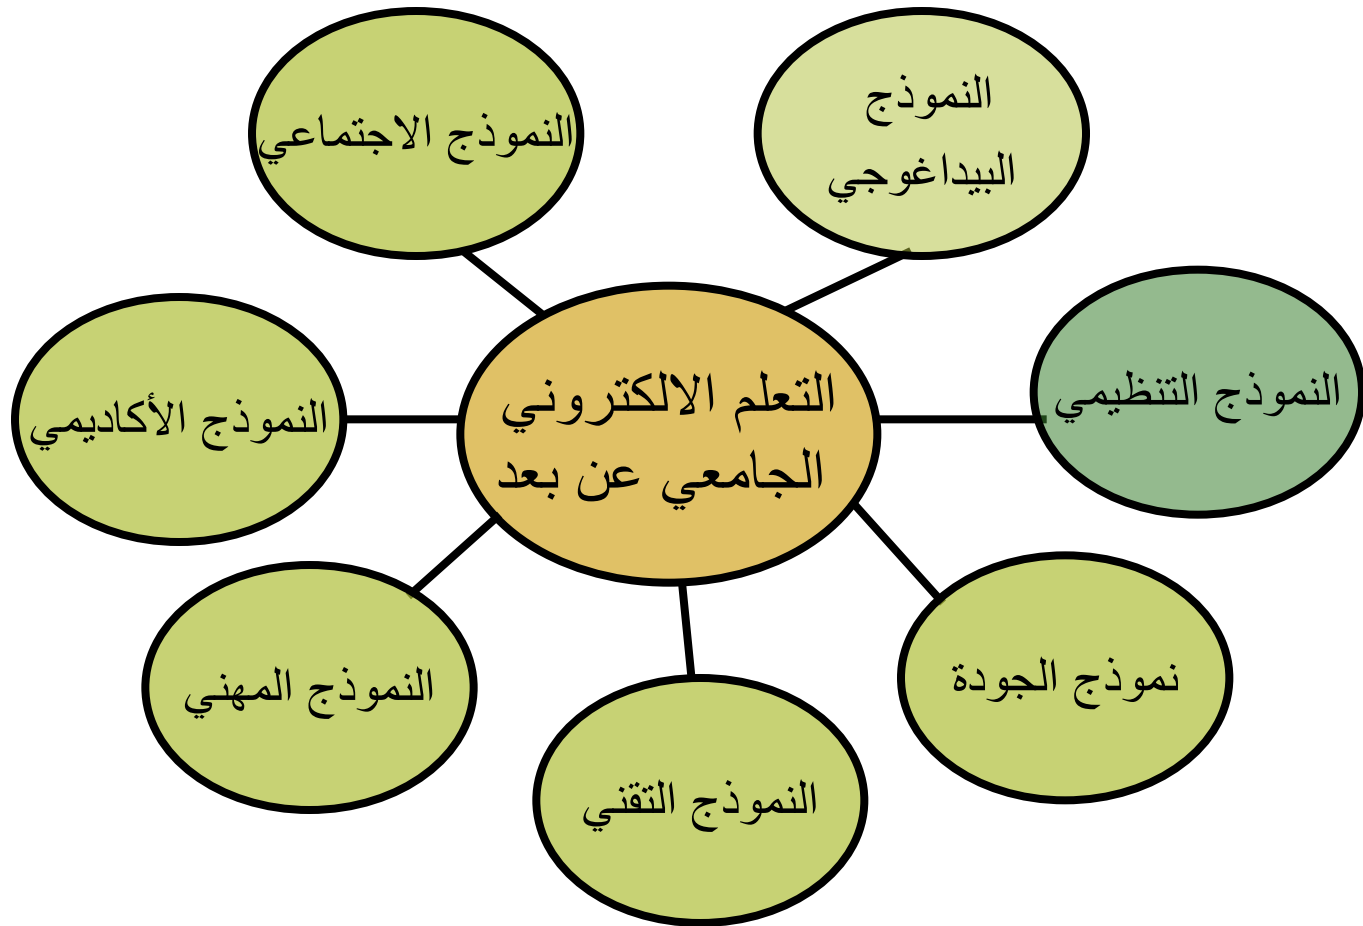 النموذج
البيداغوجي
النموذج الاجتماعي
النموذج التنظيمي
التعلم الالكتروني
الجامعي عن بعد
النموذج الأكاديمي
نموذج الجودة
النموذج المهني
النموذج التقني